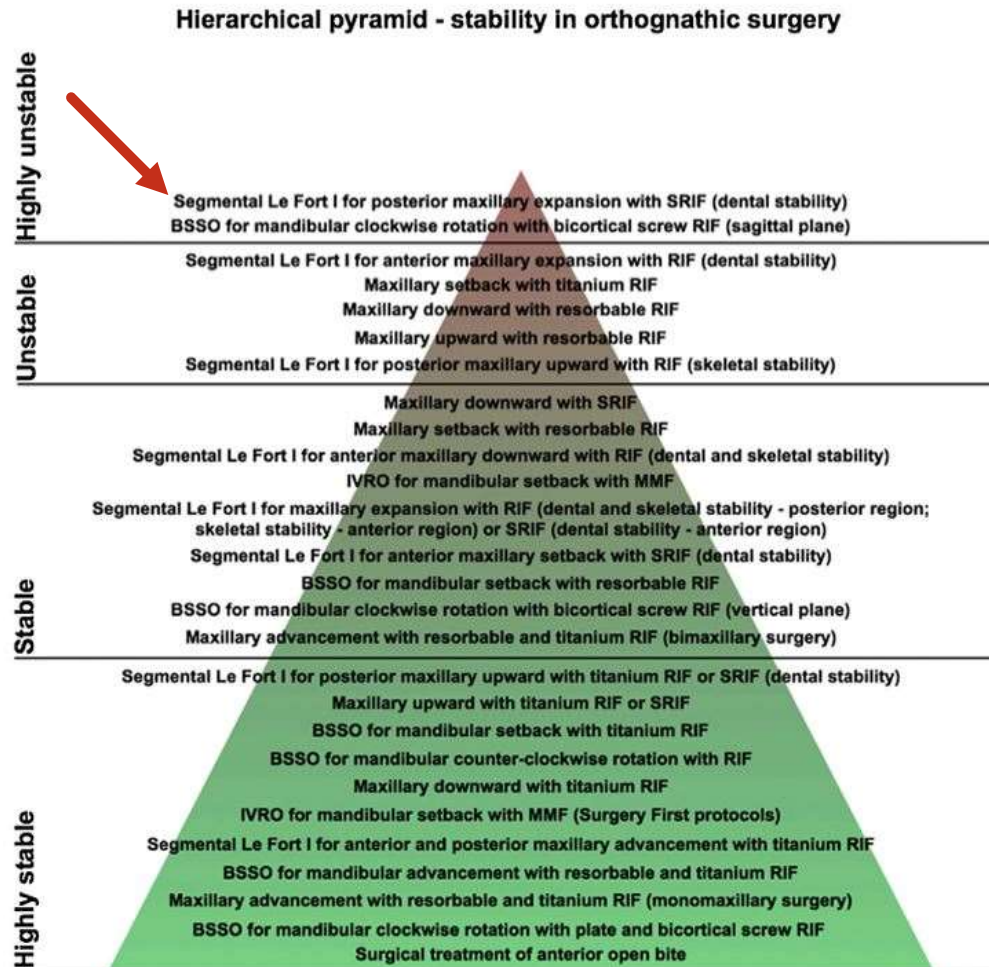 Hierarchical pyramid - stability in orthognathic surgery
Highly unstable
Segmental Le Fort I for posterior maxillary expansion with SRIF (dental stability)
BSSO for mandibular clockwise rotation with bicortical screw RIF (sagittal plane)
Unstable
Segmental Le Fort I for anterior maxillary expansion with RIF (dental stability)
Maxillary setback with titanium RIF
Maxillary downward with resorbable RIF
Maxillary upward with resorbable RIF
Segmental Le Fort I for posterior maxillary upward with RIF (skeletal stability)
Stable
Maxillary downward with SRIF
Maxillary setback with resorbable RIF
Segmental Le Fort I for anterior maxillary downward with RIF (dental and skeletal stability)
IVRO for mandibular setback with MMF
Segmental Le Fort I for maxillary expansion with RIF (dental and skeletal stability - posterior region;
skeletal stability - anterior region) or SRIF (dental stability - anterior region)
Segmental Le Fort I for anterior maxillary setback with SRIF (dental stability)
BSSO for mandibular setback with resorbable RIF
BSSO for mandibular clockwise rotation with bicortical screw RIF (vertical plane)
Maxillary advancement with resorbable and titanium RIF (bimaxillary surgery)
Highly stable
Segmental Le Fort I for posterior maxillary upward with titanium RIF or SRIF (dental stability)
Maxillary upward with titanium RIF or SRIF
BSSO for mandibular setback with titanium RIF
BSSO for mandibular counter-clockwise rotation with RIF
Maxillary downward with titanium RIF
IVRO for mandibular setback with MMF (Surgery First protocols)
Segmental Le Fort I for anterior and posterior maxillary advancement with titanium RIF
BSSO for mandibular advancement with resorbable and titanium RIF
Maxillary advancement with resorbable and titanium RIF (monomaxillary surgery)
BSSO for mandibular clockwise rotation with plate and bicortical screw RIF
Surgical treatment of anterior open bite